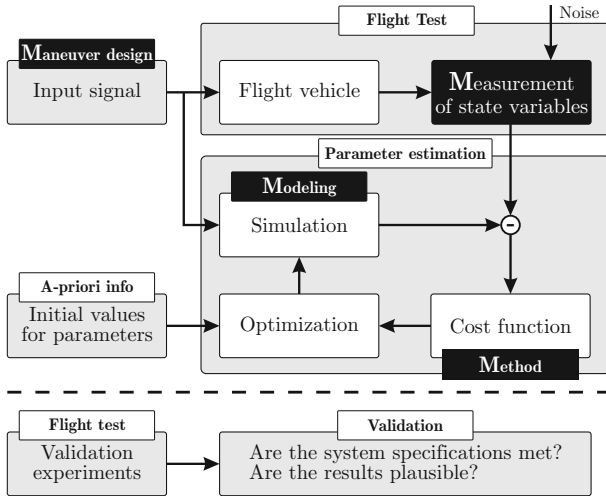 Flight Test
Noise
Maneuver design
Input signal
Flight vehicle
Measurement
of state variables
Parameter estimation
Modeling
Simulation
-
A-priori info
Initial values
for parameters
Optimization
Cost function
Method
Flight test
Validation
experiments
Validation
Are the system specifications met?
Are the results plausible?